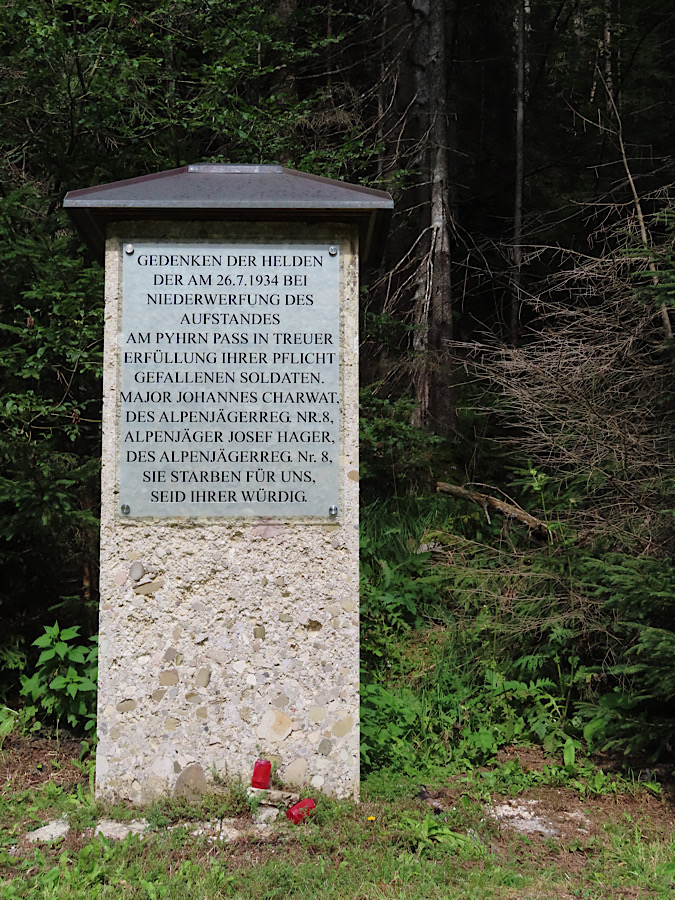 GEDENKEN DER HELDEN
DER AM 26.7.1934 BEI
NIEDERWERFUNG DES
AUFSTANDES
AM PYHRN PASS IN TREUER
ERFÜLLUNG IHRER PFLICHT
GEFALLENEN SOLDATEN.
MAJOR JOHANNES CHARWAT,
DES ALPENJÄGERREG. NR.8,
ALPENJÄGER JOSEF HAGER,
DES ALPENJÄGERREG. Nr. 8,
SIE STARBEN FÜR UNS,
SEID IHRER WÜRDIG.